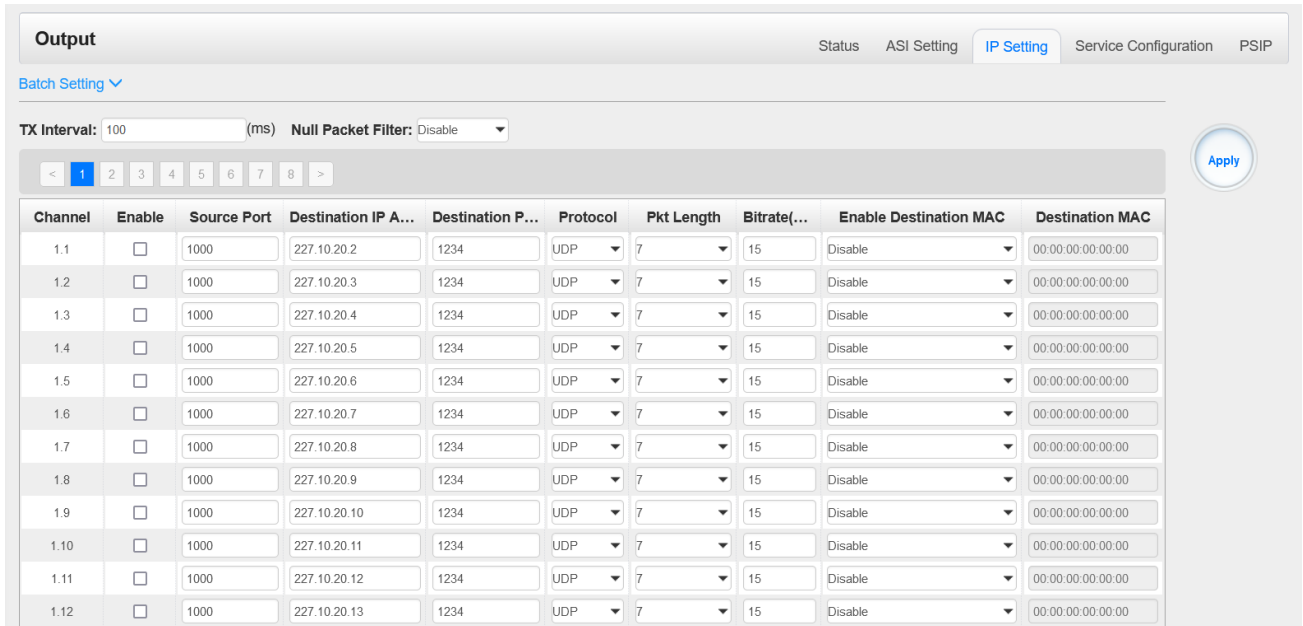 Output
Status ASI Setting IP Setting Service Configuration PSIP
Batch Setting
TX Interval: 100 (ms) Null Packet Filter: Disable
Apply
< 1 2 3 4 5 6 7 8 >
Channel Enable Source Port Destination IP A... Destination P... Protocol Pkt Length Bitrate(... Enable Destination MAC Destination MAC
1.1 1000 227.10.20.2 1234 UDP 7 15 Disable 00:00:00:00:00:00
1.2 1000 227.10.20.3 1234 UDP 7 15 Disable 00:00:00:00:00:00
1.3 1000 227.10.20.4 1234 UDP 7 15 Disable 00:00:00:00:00:00
1.4 1000 227.10.20.5 1234 UDP 7 15 Disable 00:00:00:00:00:00
1.5 1000 227.10.20.6 1234 UDP 7 15 Disable 00:00:00:00:00:00
1.6 1000 227.10.20.7 1234 UDP 7 15 Disable 00:00:00:00:00:00
1.7 1000 227.10.20.8 1234 UDP 7 15 Disable 00:00:00:00:00:00
1.8 1000 227.10.20.9 1234 UDP 7 15 Disable 00:00:00:00:00:00
1.9 1000 227.10.20.10 1234 UDP 7 15 Disable 00:00:00:00:00:00
1.10 1000 227.10.20.11 1234 UDP 7 15 Disable 00:00:00:00:00:00
1.11 1000 227.10.20.12 1234 UDP 7 15 Disable 00:00:00:00:00:00
1.12 1000 227.10.20.13 1234 UDP 7 15 Disable 00:00:00:00:00:00